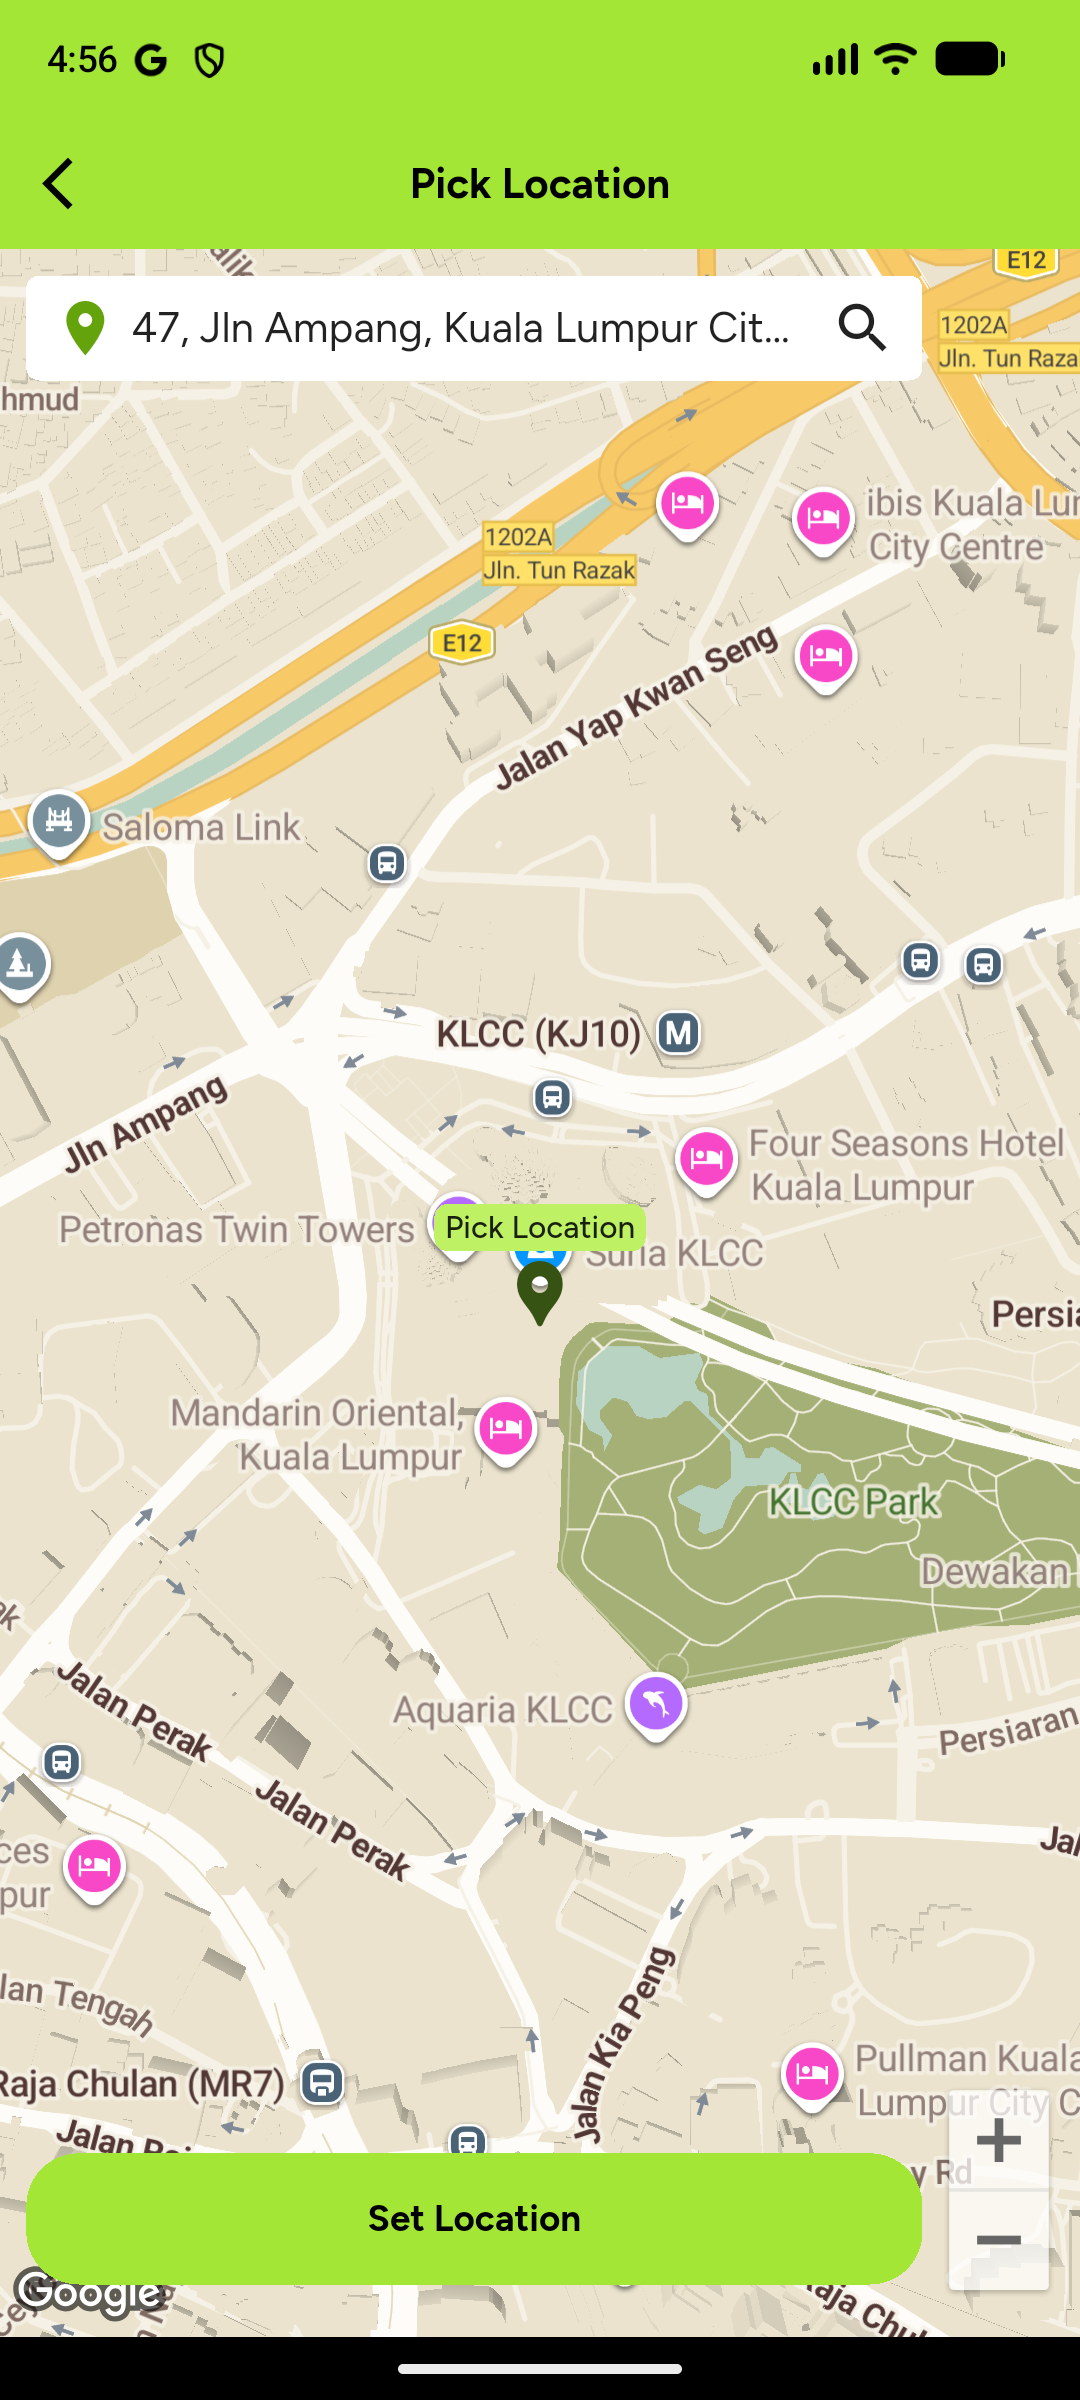 4:56
Pick Location
E12
47, Jln Ampang, Kuala Lumpur Cit...
1202A
Jln. Tun Raza
hmud
ibis Kuala Lur
City Centre
1202A
Jln. Tun Razak
E12
Jalan Yap Kwan Seng
Saloma Link
KLCC (KJ10)
M
Jln Ampang
Four Seasons Hotel
Kuala Lumpur
Petronas Twin Towers
Pick Location
Suria KLCC
Persia
Mandarin Oriental,
Kuala Lumpur
KLCC Park
Dewakan
Aquaria KLCC
Jalan Perak
Persiaran
Jalan Perak
Jal
ces
pur
lan Tengah
Jalan Kia Peng
Raja Chulan (MR7)
Pullman Kuala
Lumpur City C
+
y Rd
Set Location
−
Google
aja Chul